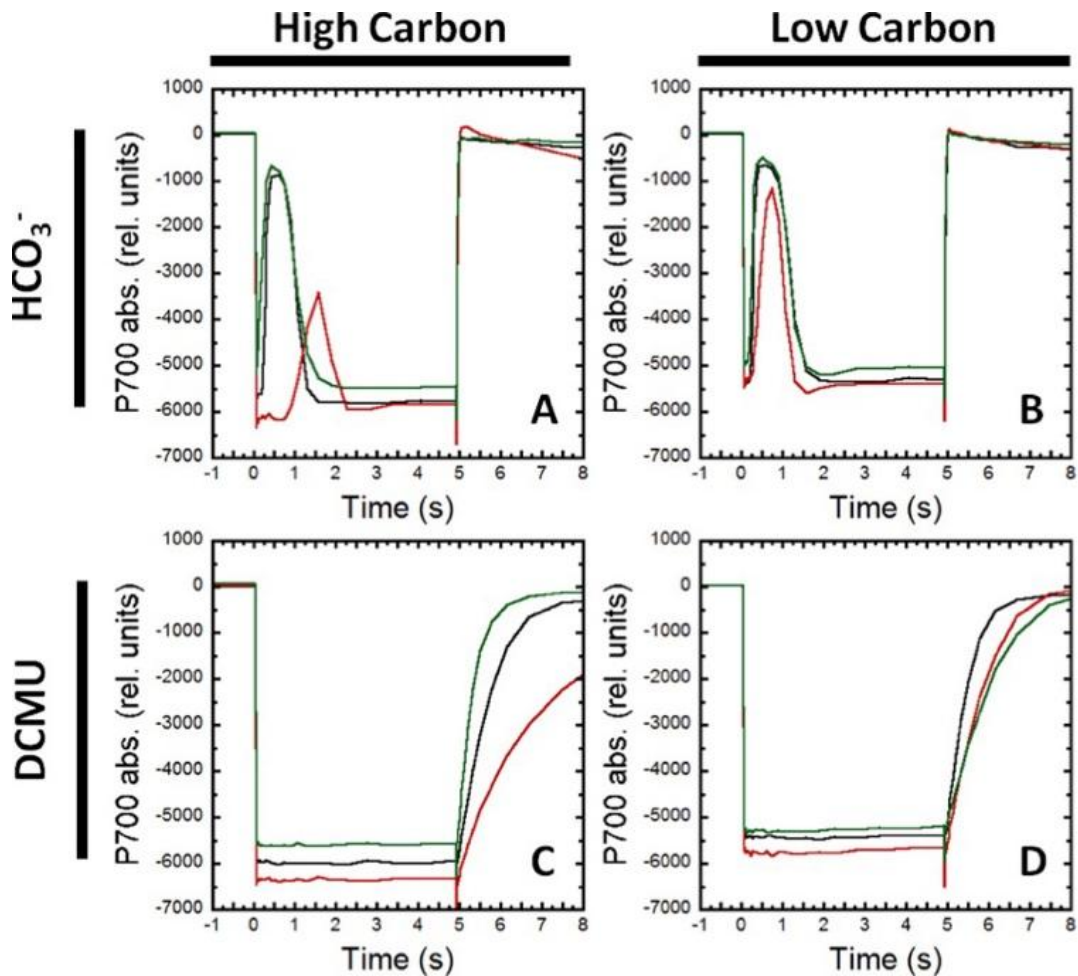 High Carbon
Low Carbon
HCO₃⁻
1000
0
-1000
-2000
-3000
-4000
-5000
-6000
-7000
P700 abs. (rel. units)
A
-1 0 1 2 3 4 5 6 7 8
Time (s)
1000
0
-1000
-2000
-3000
-4000
-5000
-6000
-7000
P700 abs. (rel. units)
B
-1 0 1 2 3 4 5 6 7 8
Time (s)
DCMU
1000
0
-1000
-2000
-3000
-4000
-5000
-6000
-7000
P700 abs. (rel. units)
C
-1 0 1 2 3 4 5 6 7 8
Time (s)
1000
0
-1000
-2000
-3000
-4000
-5000
-6000
-7000
P700 abs. (rel. units)
D
-1 0 1 2 3 4 5 6 7 8
Time (s)